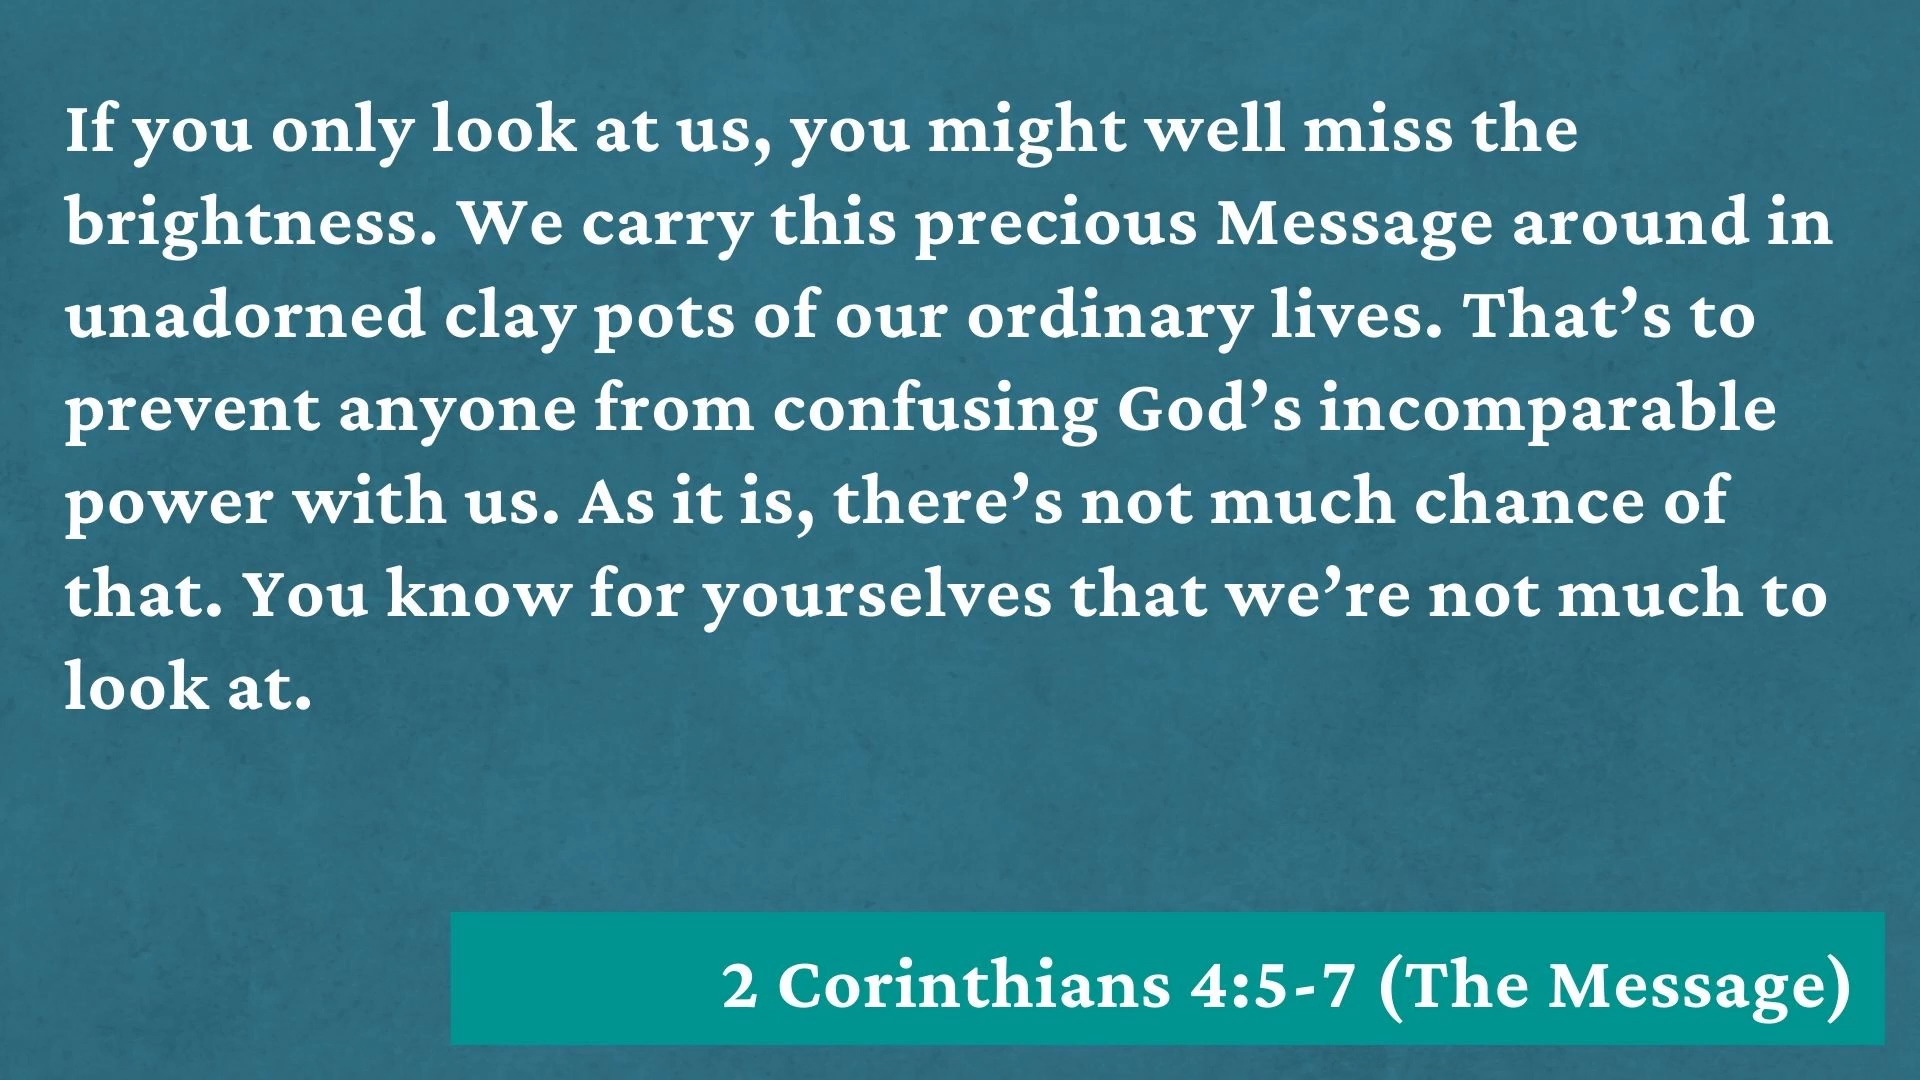 If you only look at us, you might well miss the
brightness. We carry this precious Message around in
unadorned clay pots of our ordinary lives. That’s to
prevent anyone from confusing God’s incomparable
power with us. As it is, there’s not much chance of
that. You know for yourselves that we’re not much to
look at.
2 Corinthians 4:5-7 (The Message)